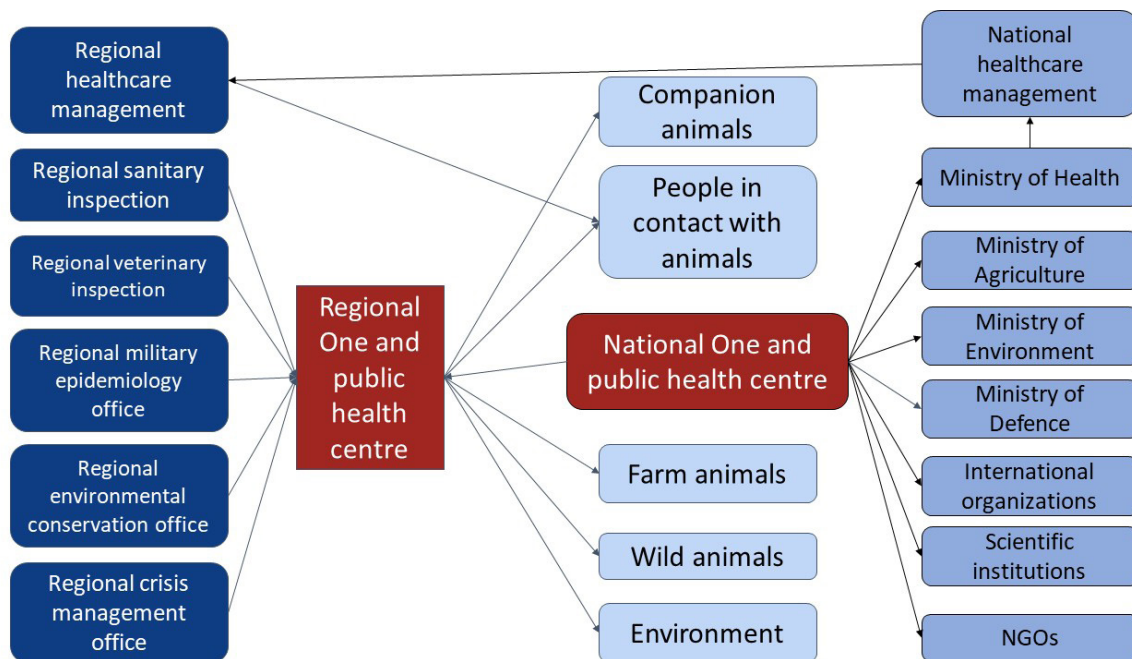 Regional
healthcare
management
Regional sanitary
inspection
Regional veterinary
inspection
Regional military
epidemiology
office
Regional
environmental
conservation office
Regional crisis
management
office
Regional
One and
public
health
centre
Companion
animals
People in
contact with
animals
National One and
public health centre
Farm animals
Wild animals
Environment
National
healthcare
management
Ministry of Health
Ministry of
Agriculture
Ministry of
Environment
Ministry of
Defence
International
organizations
Scientific
institutions
NGOs